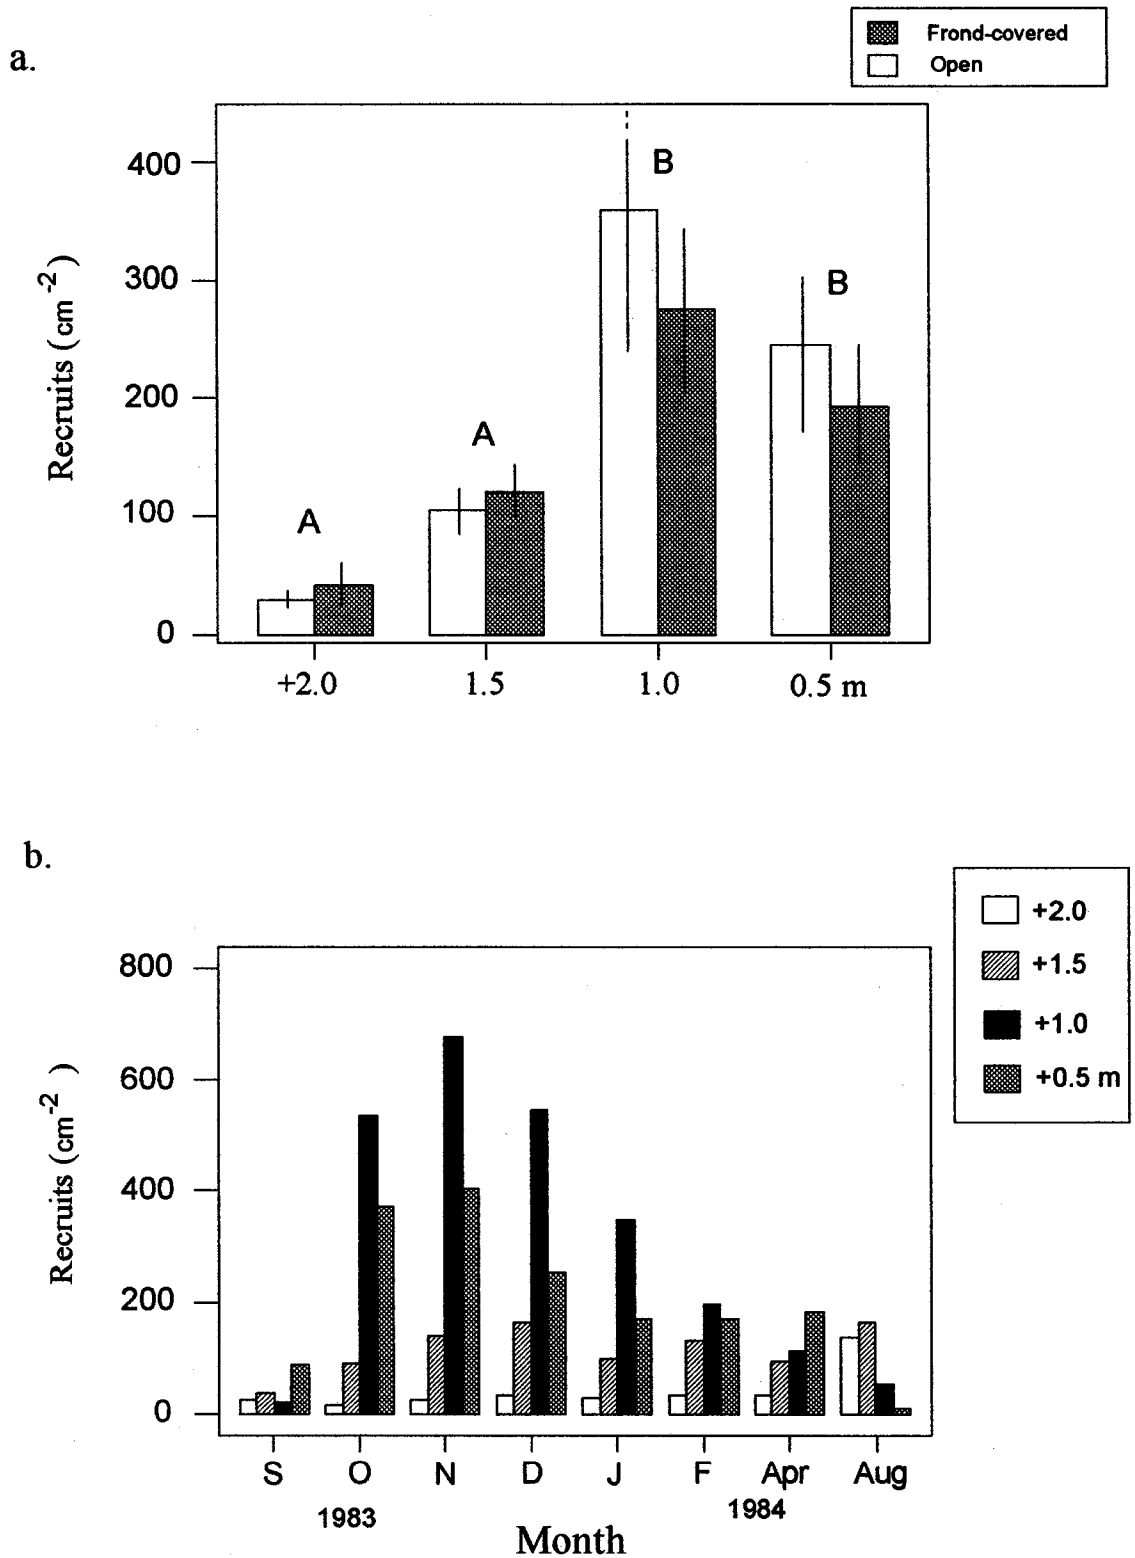 a.
Frond-covered
Open
400
300
200
100
0
Recruits (cm-2)
A
A
B
B
+2.0 1.5 1.0 0.5 m
b.
+2.0
+1.5
+1.0
+0.5 m
800
600
400
200
0
Recruits (cm-2 )
S O N D J F Apr Aug
1983 1984
Month